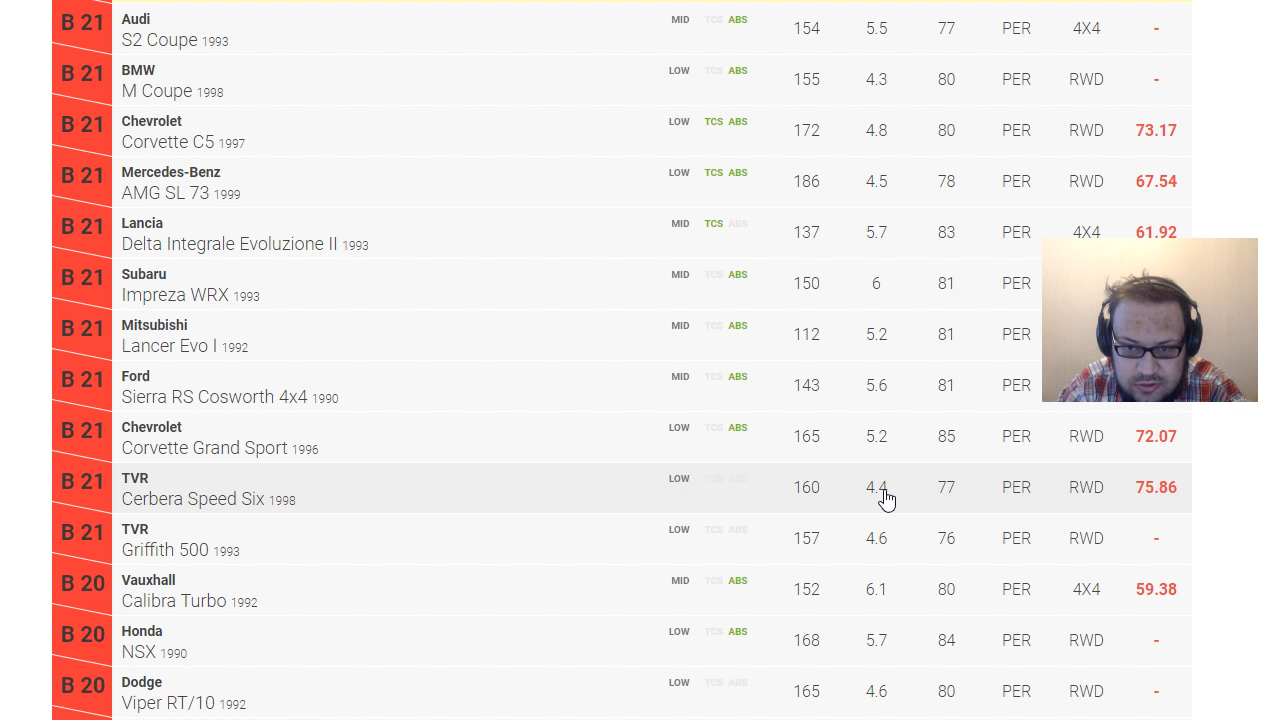 B 21 Audi MID TCS ABS 154 5.5 77 PER 4X4 -
S2 Coupe 1993
B 21 BMW LOW TCS ABS 155 4.3 80 PER RWD -
M Coupe 1998
B 21 Chevrolet LOW TCS ABS 172 4.8 80 PER RWD 73.17
Corvette C5 1997
B 21 Mercedes-Benz LOW TCS ABS 186 4.5 78 PER RWD 67.54
AMG SL 73 1999
B 21 Lancia MID TCS ABS 137 5.7 83 PER 4X4 61.92
Delta Integrale Evoluzione II 1993
B 21 Subaru MID TCS ABS 150 6 81 PER
Impreza WRX 1993
B 21 Mitsubishi MID TCS ABS 112 5.2 81 PER
Lancer Evo I 1992
B 21 Ford MID TCS ABS 143 5.6 81 PER
Sierra RS Cosworth 4x4 1990
B 21 Chevrolet LOW TCS ABS 165 5.2 85 PER RWD 72.07
Corvette Grand Sport 1996
B 21 TVR LOW TCS ABS 160 4.4 77 PER RWD 75.86
Cerbera Speed Six 1998
B 21 TVR LOW TCS ABS 157 4.6 76 PER RWD -
Griffith 500 1993
B 20 Vauxhall MID TCS ABS 152 6.1 80 PER 4X4 59.38
Calibra Turbo 1992
B 20 Honda LOW TCS ABS 168 5.7 84 PER RWD -
NSX 1990
B 20 Dodge LOW TCS ABS 165 4.6 80 PER RWD -
Viper RT/10 1992